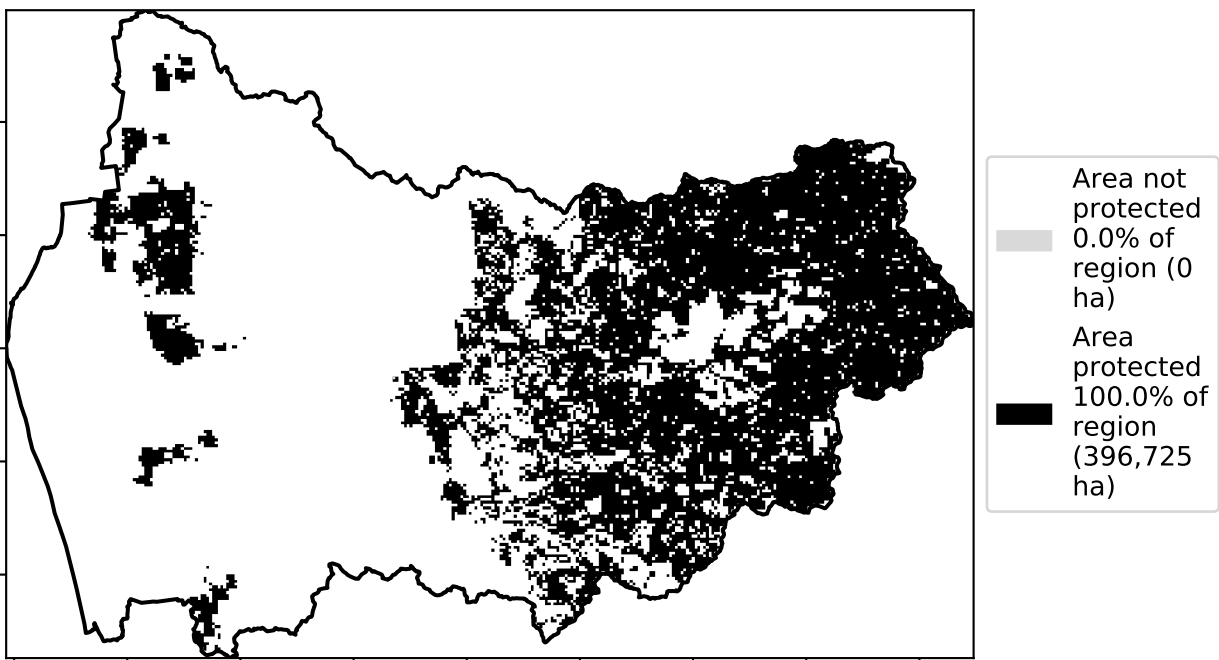 Area not
protected
0.0% of
region (0
ha)
Area
protected
100.0% of
region
(396,725
ha)